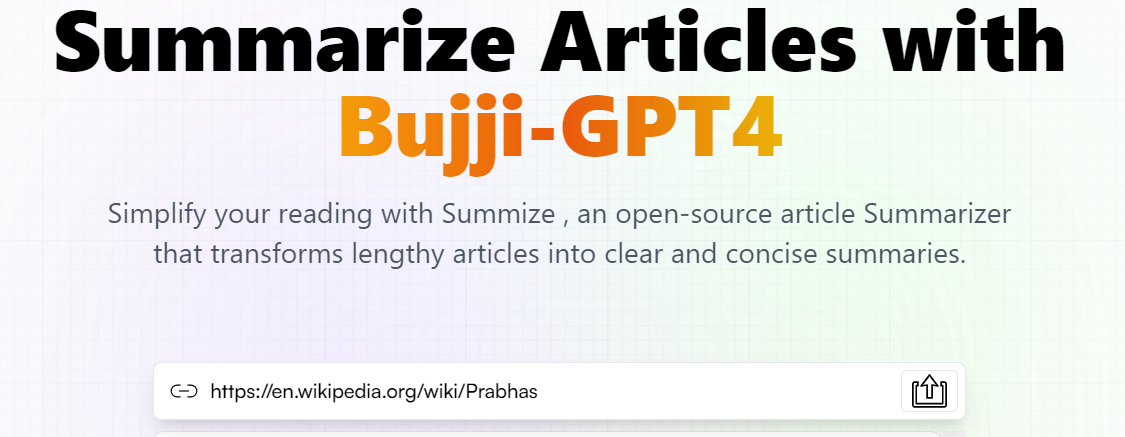 Summarize Articles with
Bujji-GPT4
Simplify your reading with Summize , an open-source article Summarizer
that transforms lengthy articles into clear and concise summaries.
https://en.wikipedia.org/wiki/Prabhas